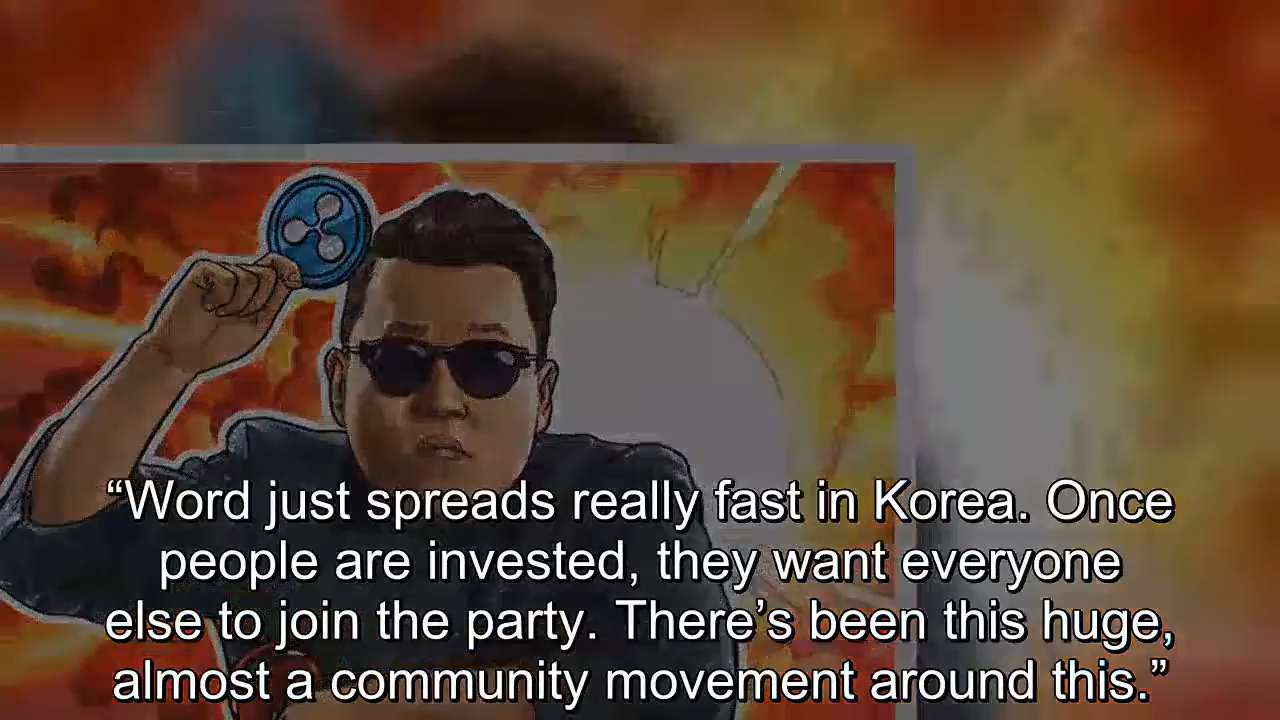 “Word just spreads really fast in Korea. Once
people are invested, they want everyone
else to join the party. There’s been this huge,
almost a community movement around this.”